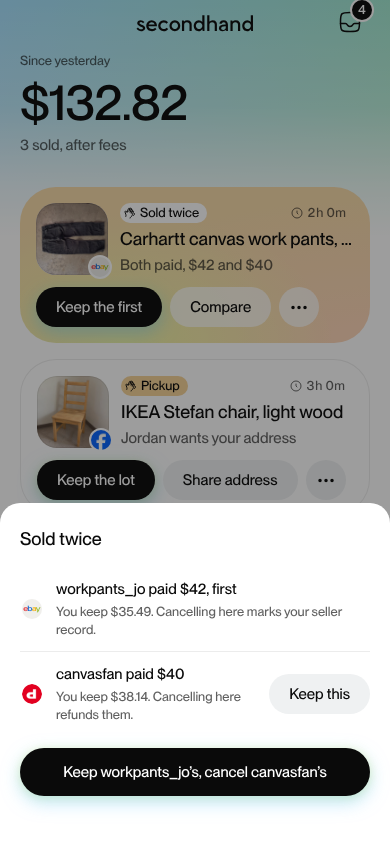 secondhand
4
Since yesterday
$132.82
3 sold, after fees
Sold twice
2h 0m
Carhartt canvas work pants, ...
ebay
Both paid, $42 and $40
Keep the first
Compare
Pickup
3h 0m
IKEA Stefan chair, light wood
Jordan wants your address
Keep the lot
Share address
Sold twice
workpants_jo paid $42, first
ebay
You keep $35.49. Cancelling here marks your seller
record.
canvasfan paid $40
You keep $38.14. Cancelling here
refunds them.
Keep this
Keep workpants_jo's, cancel canvasfan's